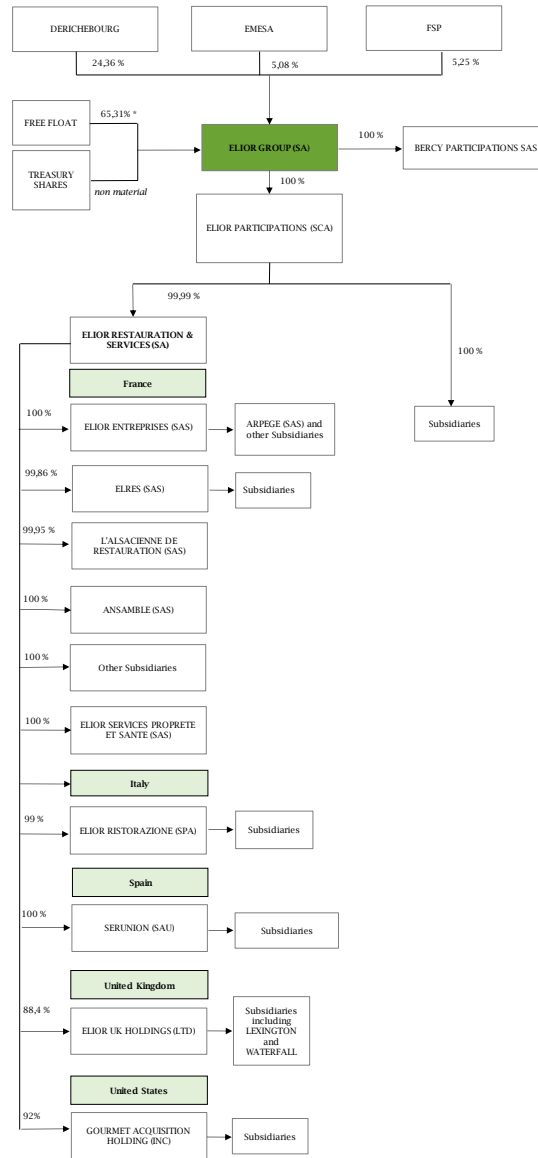 DERICHEBOURG
EMESA
FSP
24,36 %
5,08 %
5,25 %
FREE FLOAT
65,31% *
TREASURY
SHARES
non material
ELIOR GROUP (SA)
100 %
BERCY PARTICIPATIONS SAS
100 %
ELIOR PARTICIPATIONS (SCA)
99,99 %
100 %
ELIOR RESTAURATION &
SERVICES (SA)
Subsidiaries
France
100 %
ELIOR ENTREPRISES (SAS)
ARPEGE (SAS) and
other Subsidiaries
99,86 %
ELRES (SAS)
Subsidiaries
99,95 %
L'ALSACIENNE DE
RESTAURATION (SAS)
100 %
ANSAMBLE (SAS)
100 %
Other Subsidiaries
100 %
ELIOR SERVICES PROPRETE
ET SANTE (SAS)
Italy
99 %
ELIOR RISTORAZIONE (SPA)
Subsidiaries
Spain
100 %
SERUNION (SAU)
Subsidiaries
United Kingdom
88,4 %
ELIOR UK HOLDINGS (LTD)
Subsidiaries
including
LEXINGTON
and
WATERFALL
United States
92%
GOURMET ACQUISITION
HOLDING (INC)
Subsidiaries